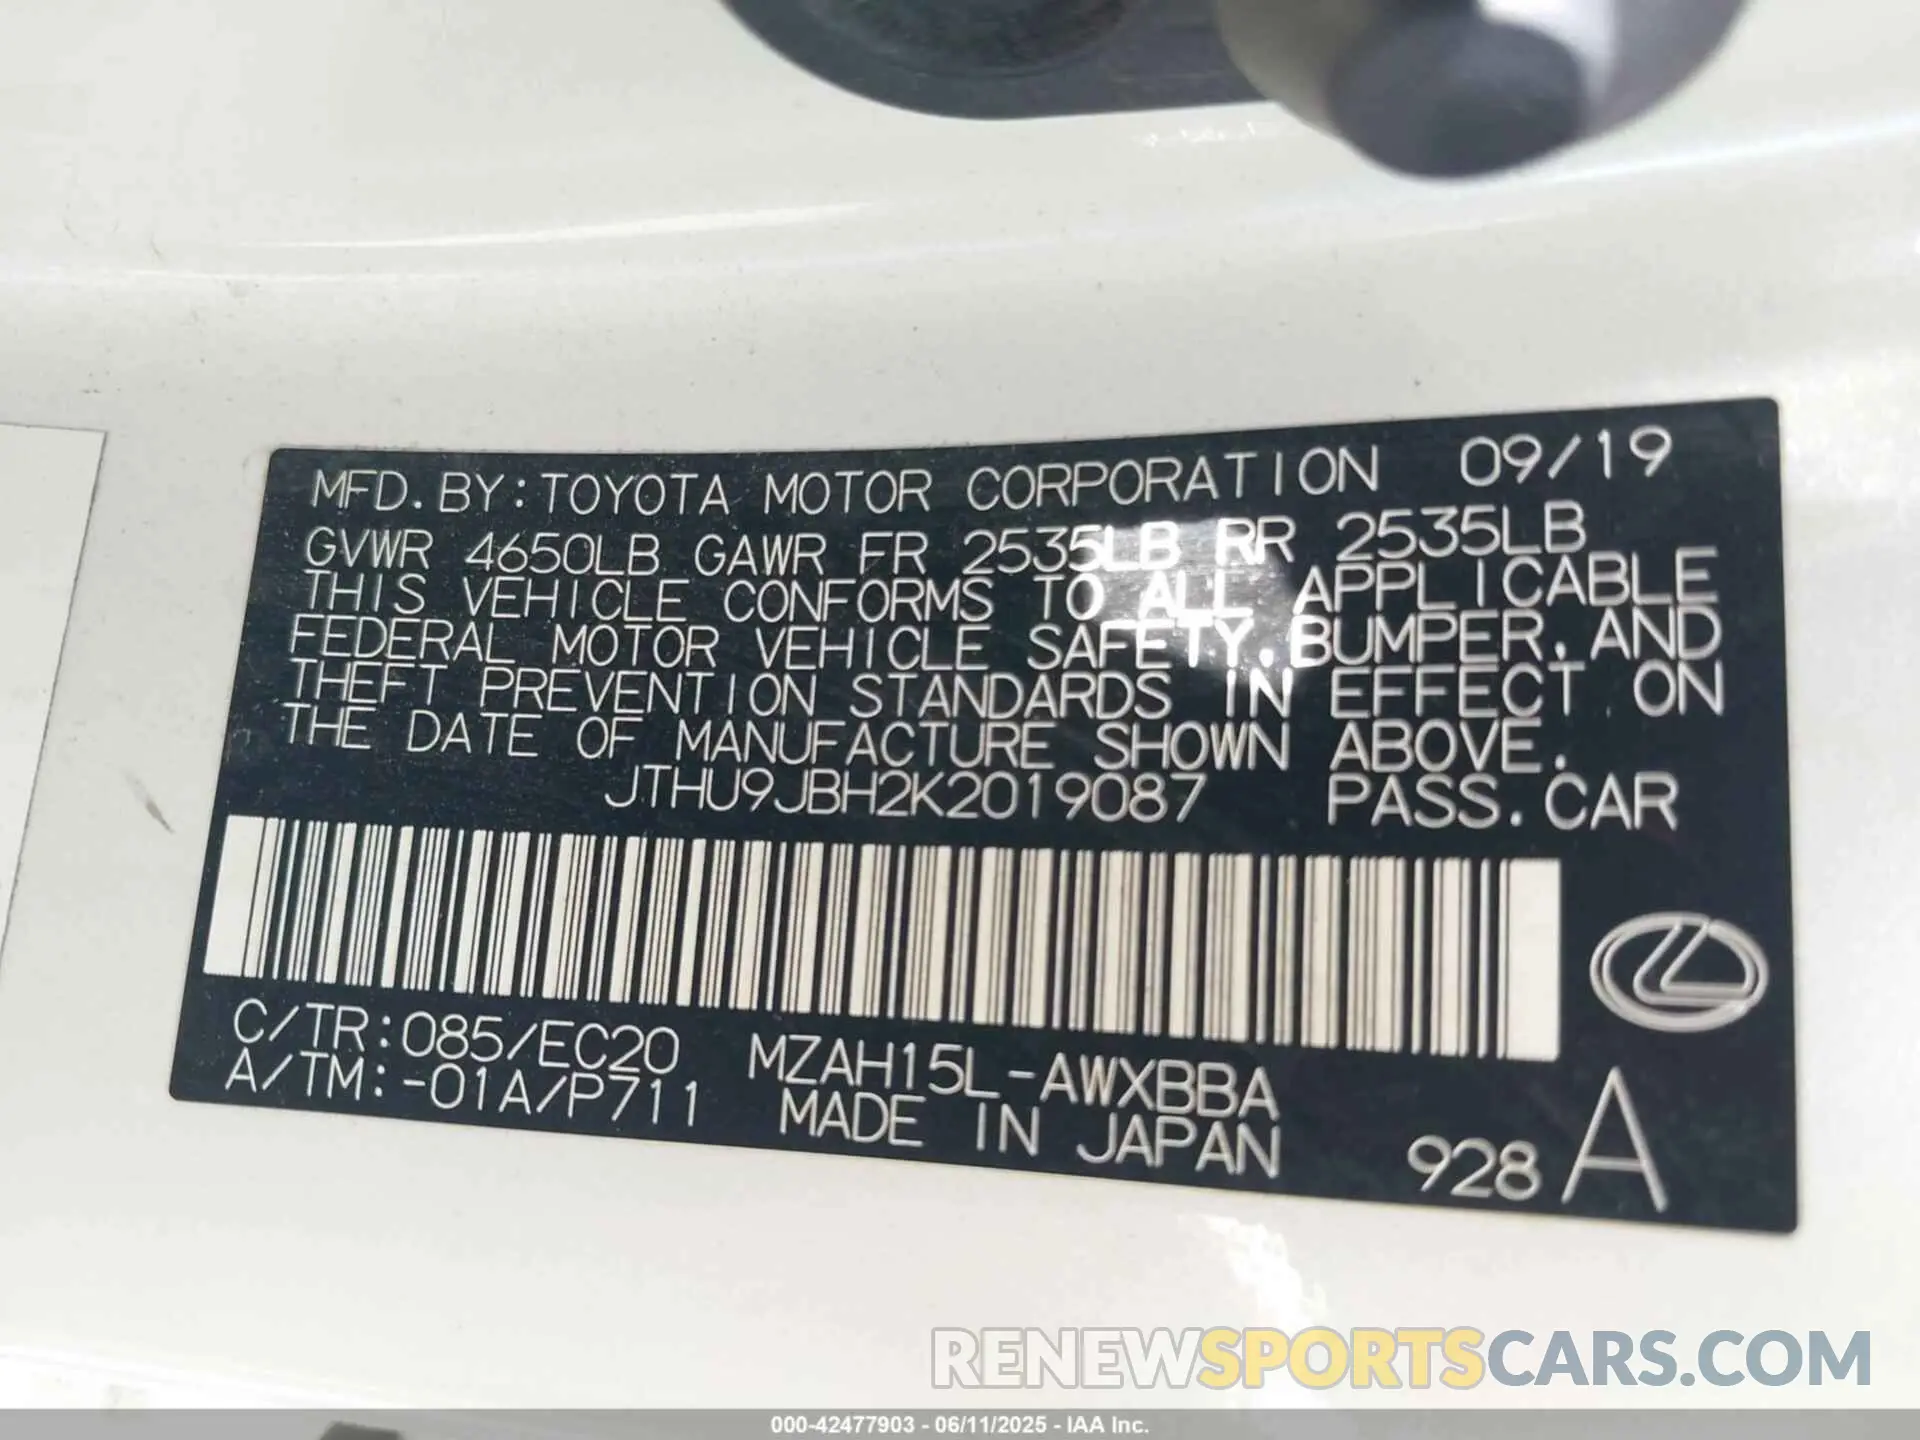 MFD.BY:TOYOTA MOTOR CORPORATION 09/19
GVWR 4650LB GAWR FR 2535LB RR 2535LB
THIS VEHICLE CONFORMS TO ALL APPLICABLE
FEDERAL MOTOR VEHICLE SAFETY,BUMPER,AND
THEFT PREVENTION STANDARDS IN EFFECT ON
THE DATE OF MANUFACTURE SHOWN ABOVE.
JTHU9JBH2K2019087 PASS.CAR
C/TR:085/EC20 MZAH15L-AWXBBA
A/TM:-01A/P711 MADE IN JAPAN 928 A
RENEWSPORTSCARS.COM
000-42477903 - 06/11/2025 - IAA Inc.